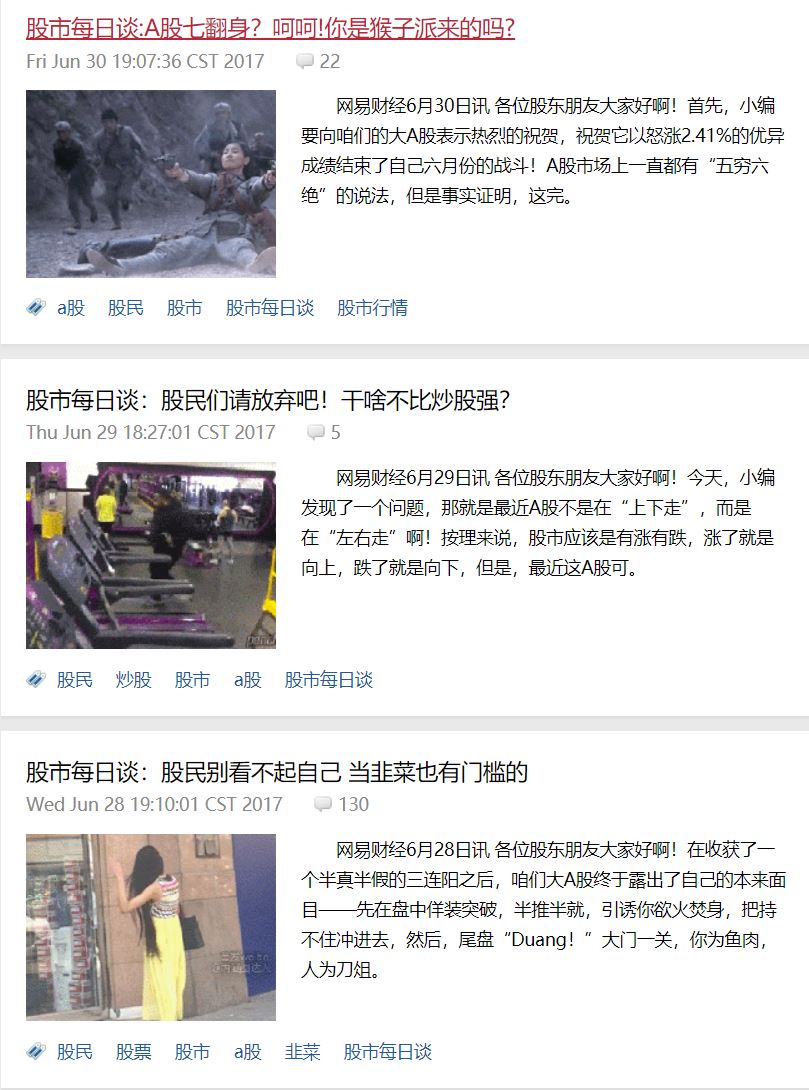 股市每日谈:A股七翻身？呵呵!你是猴子派来的吗?
Fri Jun 30 19:07:36 CST 2017 22
网易财经6月30日讯 各位股东朋友大家好啊！首先，小编
要向咱们的大A股表示热烈的祝贺，祝贺它以怒涨2.41%的优异
成绩结束了自己六月份的战斗！A股市场上一直都有“五穷六
绝”的说法，但是事实证明，这完。
a股 股民 股市 股市每日谈 股市行情
股市每日谈：股民们请放弃吧！干啥不比炒股强？
Thu Jun 29 18:27:01 CST 2017 5
网易财经6月29日讯 各位股东朋友大家好啊！今天，小编
发现了一个问题，那就是最近A股不是在“上下走”，而是
在“左右走”啊！按理来说，股市应该是有涨有跌，涨了就是
向上，跌了就是向下，但是，最近这A股可。
股民 炒股 股市 a股 股市每日谈
股市每日谈：股民别看不起自己 当韭菜也有门槛的
Wed Jun 28 19:10:01 CST 2017 130
网易财经6月28日讯 各位股东朋友大家好啊！在收获了一
个半真半假的三连阳之后，咱们大A股终于露出了自己的本来面
目——先在盘中佯装突破，半推半就，引诱你欲火焚身，把持
不住冲进去，然后，尾盘“Duang！”大门一关，你为鱼肉，
人为刀俎。
股民 股票 股市 a股 韭菜 股市每日谈